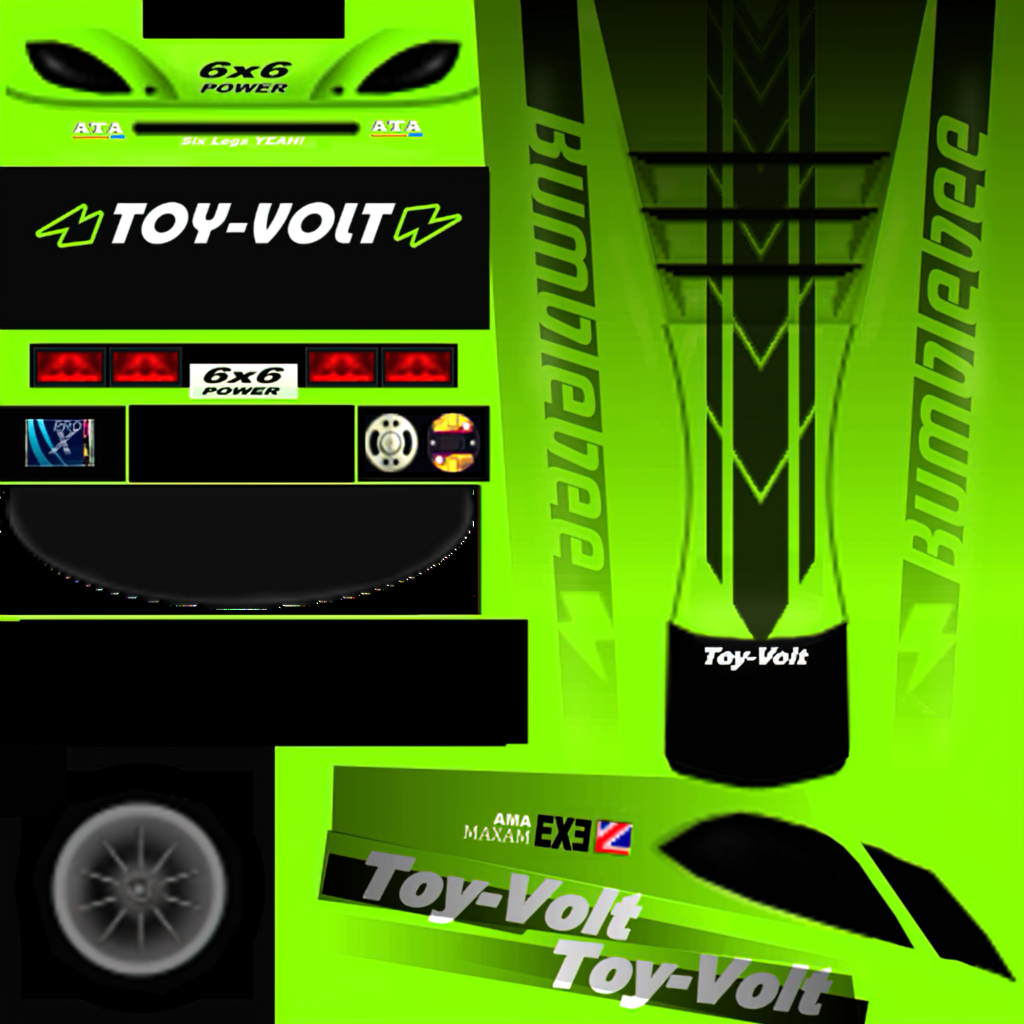 6x6
POWER
ATA
ATA
Six Legs YEAH!
TOY-VOLT
6x6
POWER
PRO
X
Bumblebee
Bumblebee
Toy-Volt
AMA
MAXAM
EXE
Toy-Volt
Toy-Volt